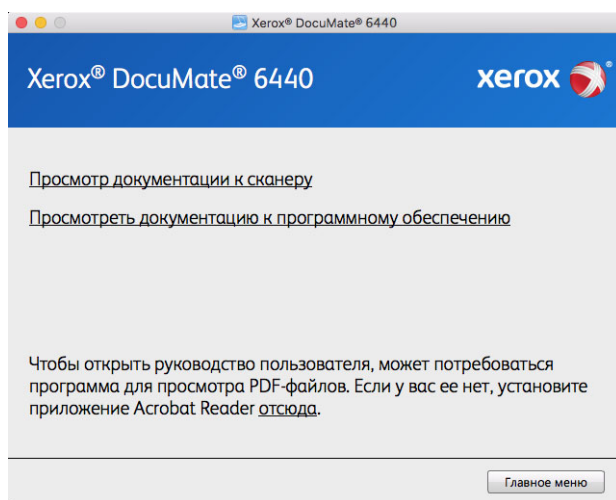 Xerox® DocuMate® 6440
Xerox® DocuMate® 6440
xerox®
Просмотр документации к сканеру
Просмотреть документацию к программному обеспечению
Чтобы открыть руководство пользователя, может потребоваться
программа для просмотра PDF-файлов. Если у вас ее нет, установите
приложение Acrobat Reader отсюда.
Главное меню